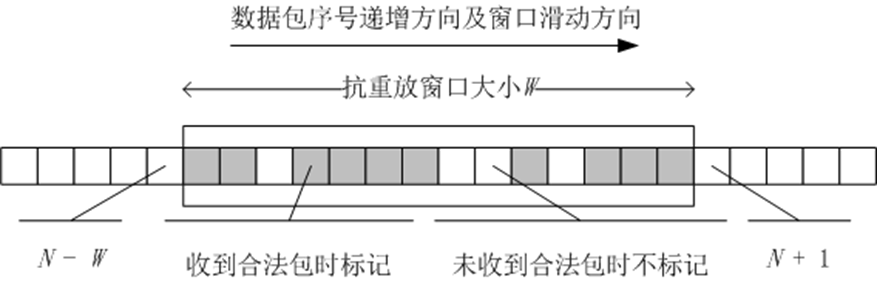 数据包序号递增方向及窗口滑动方向
抗重放窗口大小W
N - W
收到合法包时标记
未收到合法包时不标记
N + 1